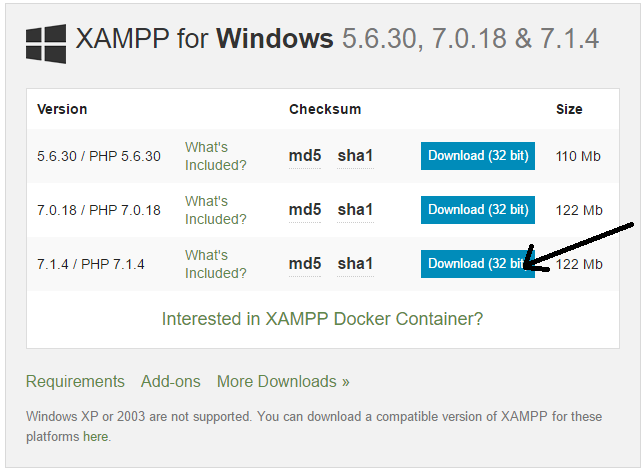 XAMPP for Windows 5.6.30, 7.0.18 & 7.1.4
Version Checksum Size
5.6.30 / PHP 5.6.30 What's Included? md5 sha1 Download (32 bit) 110 Mb
7.0.18 / PHP 7.0.18 What's Included? md5 sha1 Download (32 bit) 122 Mb
7.1.4 / PHP 7.1.4 What's Included? md5 sha1 Download (32 bit) 122 Mb
Interested in XAMPP Docker Container?
Requirements Add-ons More Downloads »
Windows XP or 2003 are not supported. You can download a compatible version of XAMPP for these
platforms here.